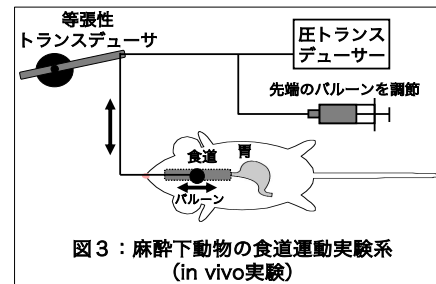 等張性
トランスデューサ
圧トランス
デューサー
先端のバルーンを調節
食道
胃
バルーン
図3:麻酔下動物の食道運動実験系
(in vivo実験)